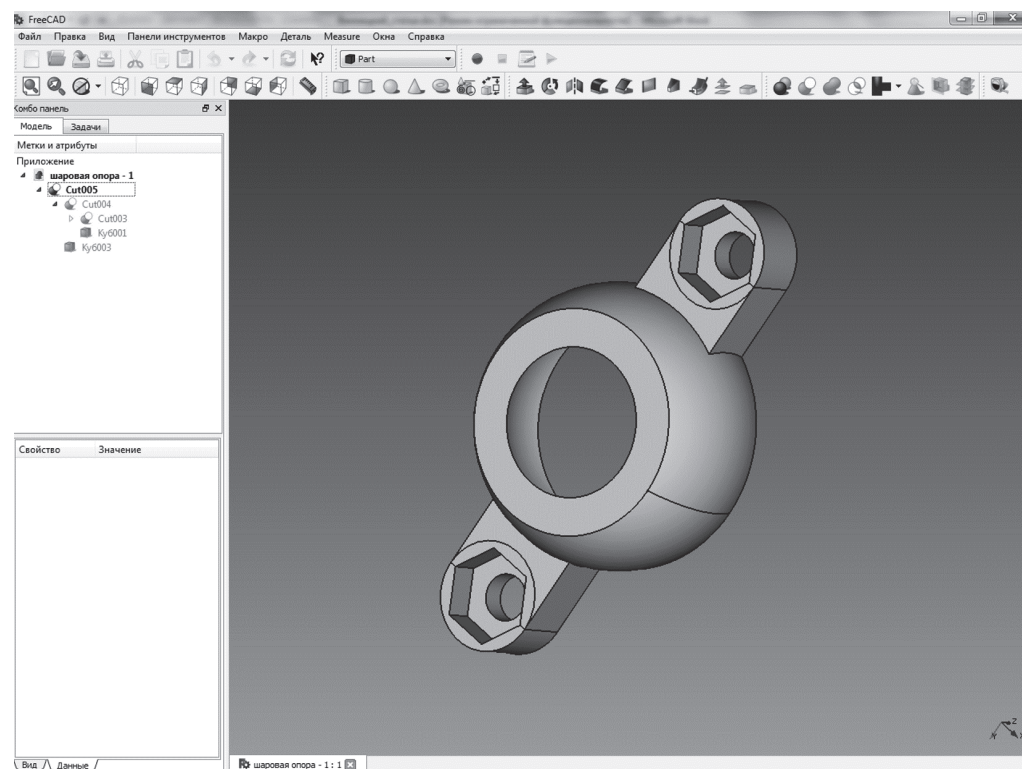 FreeCAD
Файл Правка Вид Панели инструментов Макро Деталь Measure Окна Справка
Part
Комбо панель
Модель Задачи
Метки и атрибуты
Приложение
шаровая опора - 1
Cut005
Cut004
Cut003
Куб001
Куб003
Свойство Значение
Вид Данные
шаровая опора - 1 : 1
Z